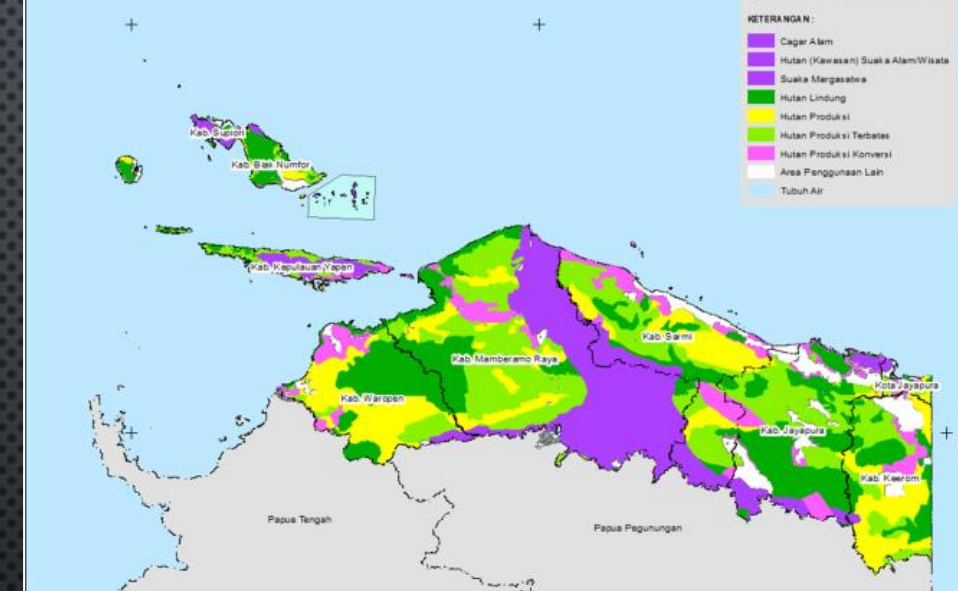 KETERANGAN :
Cagar Alam
Hutan (Kawasan) Suaka Alam/Wisata
Suaka Margasatwa
Hutan Lindung
Hutan Produksi
Hutan Produksi Terbatas
Hutan Produksi Konversi
Area Penggunaan Lain
Tubuh Air
Kab. Supiori
Kab. Biak Numfor
Kab. Kepulauan Yapen
Kab. Sarmi
Kab. Mamberamo Raya
Kota Jayapura
Kab. Waropen
Kab. Jayapura
Kab. Keerom
Papua Tengah
Papua Pegunungan